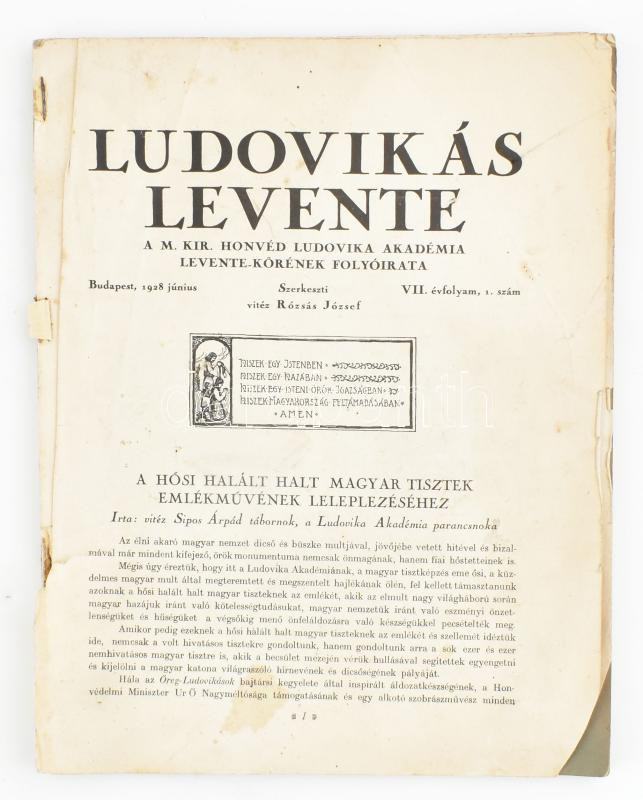 LUDOVIKÁS
LEVENTE
A M. KIR. HONVÉD LUDOVIKA AKADÉMIA
LEVENTE-KÖRÉNEK FOLYÓIRATA
Budapest, 1928 június Szerkeszti VII. évfolyam, 1. szám
vitéz Rózsás József
HISZEK·EGY·ISTENBEN·
HISZEK·EGY·HAZÁBAN·
HISZEK·EGY·ISTENI·ÖRÖK·IGAZSÁGBAN·
HISZEK·MAGYARORSZÁG·FELTÁMADÁSÁBAN·
·AMEN·
A HŐSI HALÁLT HALT MAGYAR TISZTEK
EMLÉKMŰVÉNEK LELEPLEZÉSÉHEZ
Irta: vitéz Sipos Árpád tábornok, a Ludovika Akadémia parancsnoka
Az élni akaró magyar nemzet dicső és büszke multjával, jövőjébe vetett hitével és bizal-
mával már mindent kifejező, örök monumentuma nemcsak önmagának, hanem fiai hőstetteinek is.
Mégis úgy éreztük, hogy itt a Ludovika Akadémiának, a magyar tisztképzés eme ősi, a küz-
delmes magyar mult által megteremtett és megszentelt hajlékának ölén, fel kellett támasztanunk
azoknak a hősi halált halt magyar tiszteknek az emlékét, akik az elmult nagy világháború során
magyar hazájuk iránt való kötelességtudásukat, magyar nemzetük iránt való eszményi önzet-
lenségüket és hűségüket a végsőkig menő önfeláldozásra való készségükkel pecsételték meg.
Amikor pedig ezeknek a hősi halált halt magyar tiszteknek az emlékét és szellemét idéztük
ide, nemcsak a volt hivatásos tisztekre gondoltunk, hanem gondoltunk arra a sok ezer és ezer
nemhivatásos magyar tisztre is, akik a becsület mezején vérük hullásával segítettek egyengetni
és kijelölni a magyar katona világraszóló hírnevének és dicsőségének pályáját.
Hála az Öreg-Ludovikások bajtársi kegyelete által inspirált áldozatkészségének, a Hon-
védelmi Miniszter Ur Ő Nagyméltósága támogatásának és egy alkotó szobrászművész minden
1